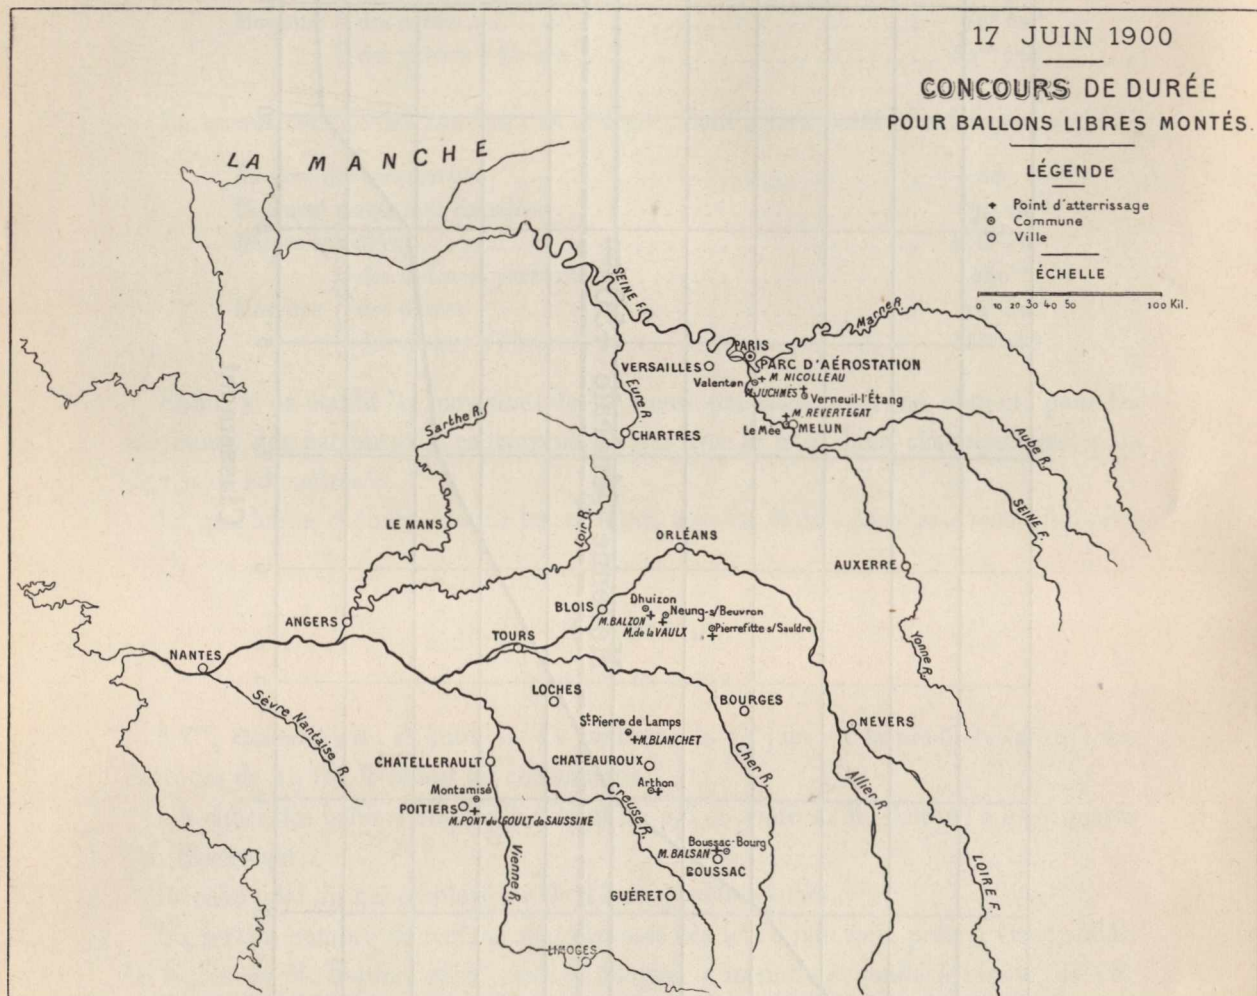 17 JUIN 1900
CONCOURS DE DURÉE
POUR BALLONS LIBRES MONTÉS.
LÉGENDE
Point d'atterrissage
Commune
Ville
ÉCHELLE
0 10 20 30 40 50 100 Kil.
LA MANCHE
SEINE F.
Marne R.
PARIS
PARC D'AÉROSTATION
VERSAILLES
Valenton
M. NICOLLEAU
M. JUCHMÈS
Verneuil-l'Étang
M. REVERTEGAT
Le Mée
MELUN
Eure R.
CHARTRES
Sarthe R.
Aube R.
SEINE F.
LE MANS
Loir R.
ORLÉANS
AUXERRE
Yonne R.
ANGERS
BLOIS
Dhuizon
M. BALZON
Neung-s/Beuvron
M. de la VAULX
Pierrefitte s/Sauldre
TOURS
NANTES
Sèvre Nantaise R.
LOCHES
BOURGES
NEVERS
St. Pierre de Lamps
M. BLANCHET
Cher R.
CHATELLERAULT
CHATEAUROUX
Arthon
Allier R.
Montamisé
POITIERS
M. PONT du GOULT de SAUSSINE
Creuse R.
Boussac-Bourg
M. BALSAN
BOUSSAC
Vienne R.
GUÉRET
LOIRE F.
LIMOGES